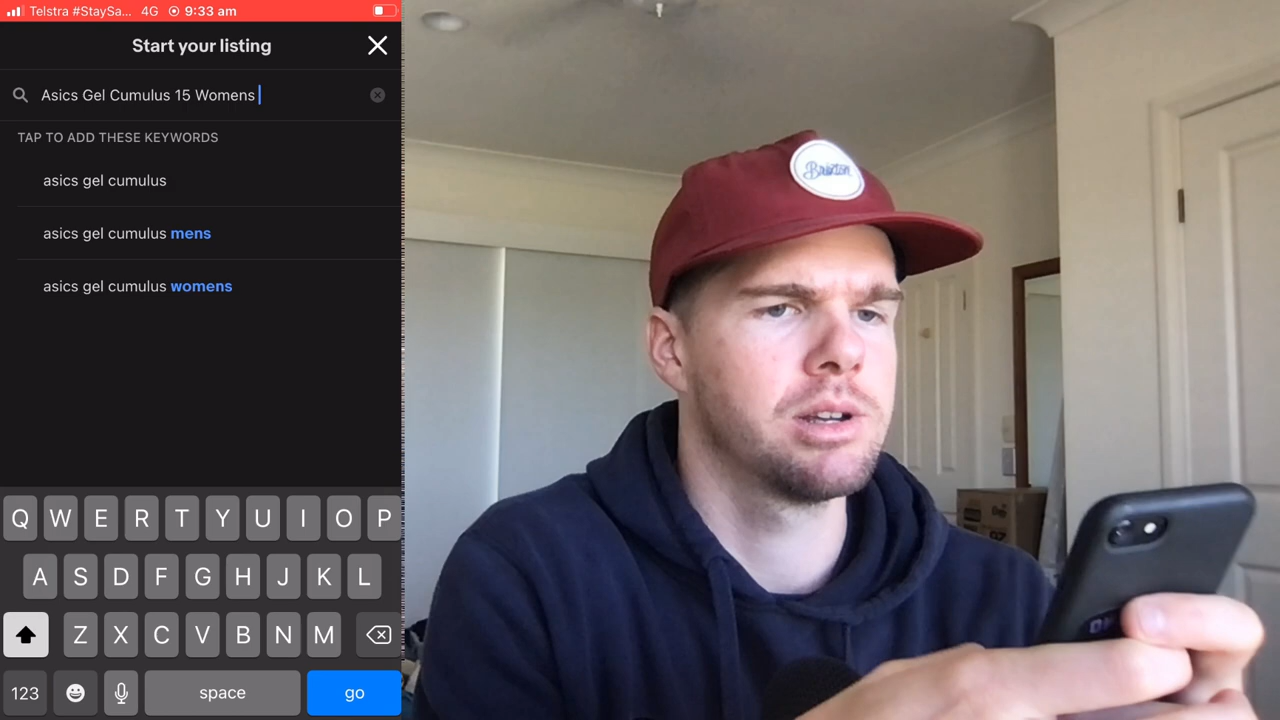 Telstra #StaySa... 4G 9:33 am
Start your listing
Asics Gel Cumulus 15 Womens
TAP TO ADD THESE KEYWORDS
asics gel cumulus
asics gel cumulus mens
asics gel cumulus womens
Q W E R T Y U I O P
A S D F G H J K L
Z X C V B N M
123 space go
Brixton